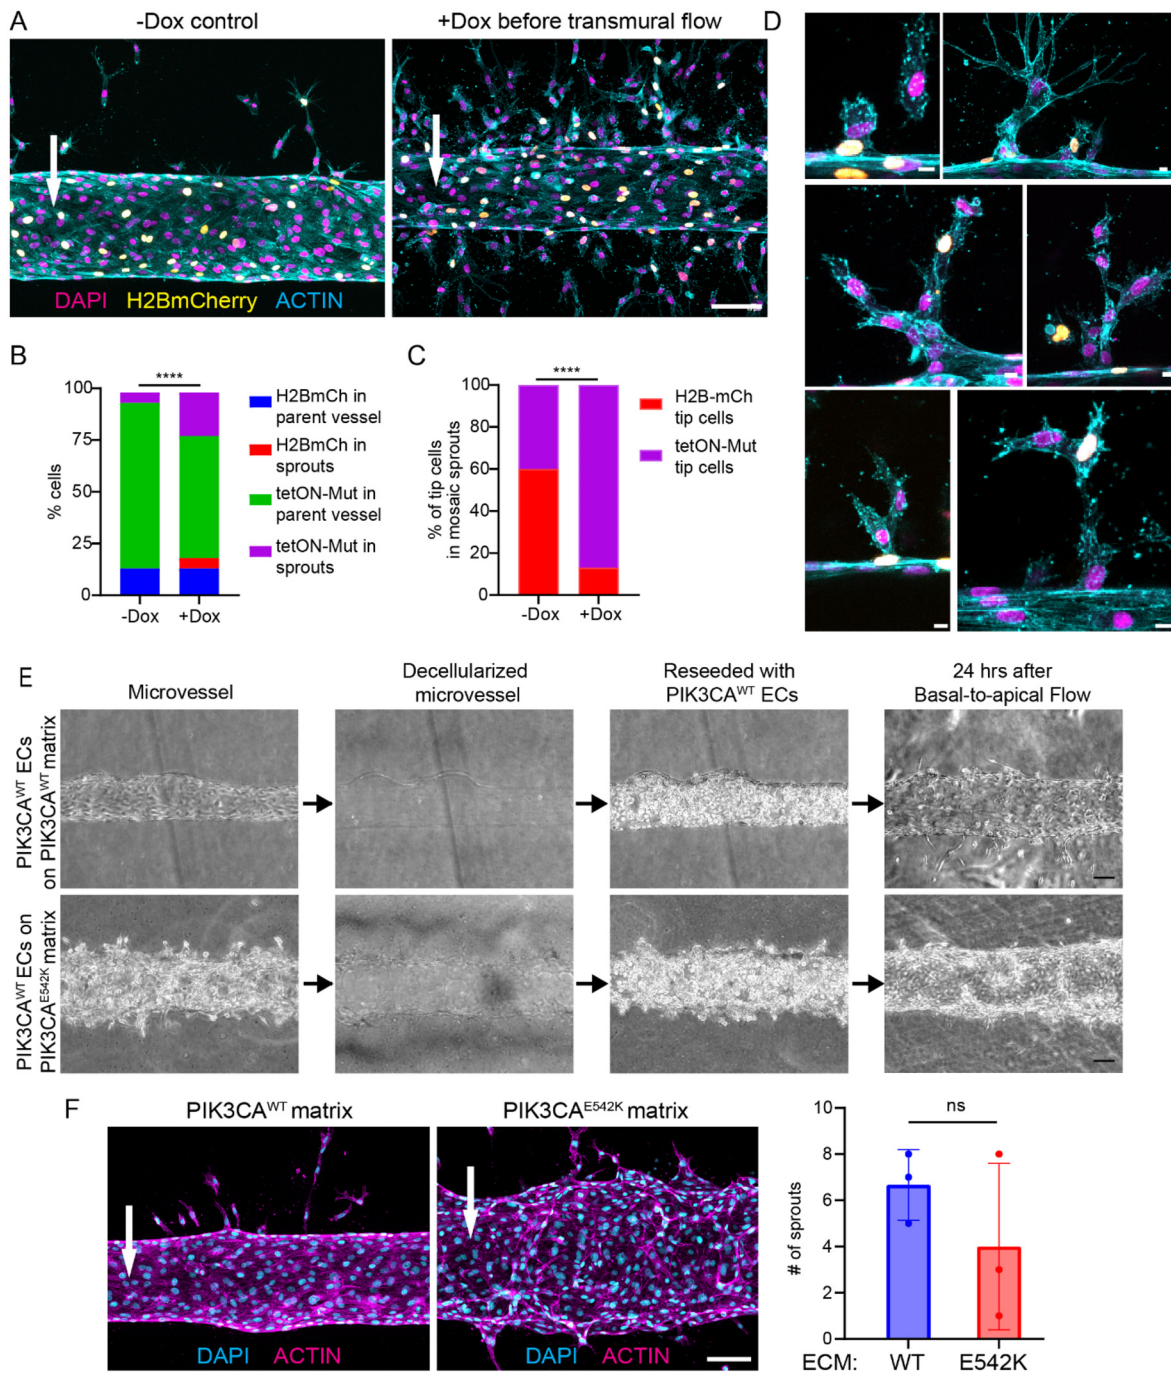 A
-Dox control
+Dox before transmural flow
DAPI H2BmCherry ACTIN
D
B
% cells
100
75
50
25
0
****
-Dox
+Dox
H2BmCh in
parent vessel
H2BmCh in
sprouts
tetON-Mut in
parent vessel
tetON-Mut in
sprouts
C
% of tip cells
in mosaic sprouts
100
80
60
40
20
0
****
-Dox
+Dox
H2B-mCh
tip cells
tetON-Mut
tip cells
E
Microvessel
Decellularized
microvessel
Reseeded with
PIK3CA^WT ECs
24 hrs after
Basal-to-apical Flow
PIK3CA^WT ECs
on PIK3CA^WT matrix
PIK3CA^WT ECs on
PIK3CA^E542K matrix
F
PIK3CA^WT matrix
PIK3CA^E542K matrix
DAPI ACTIN
DAPI ACTIN
# of sprouts
10
8
6
4
2
0
ns
ECM: WT E542K